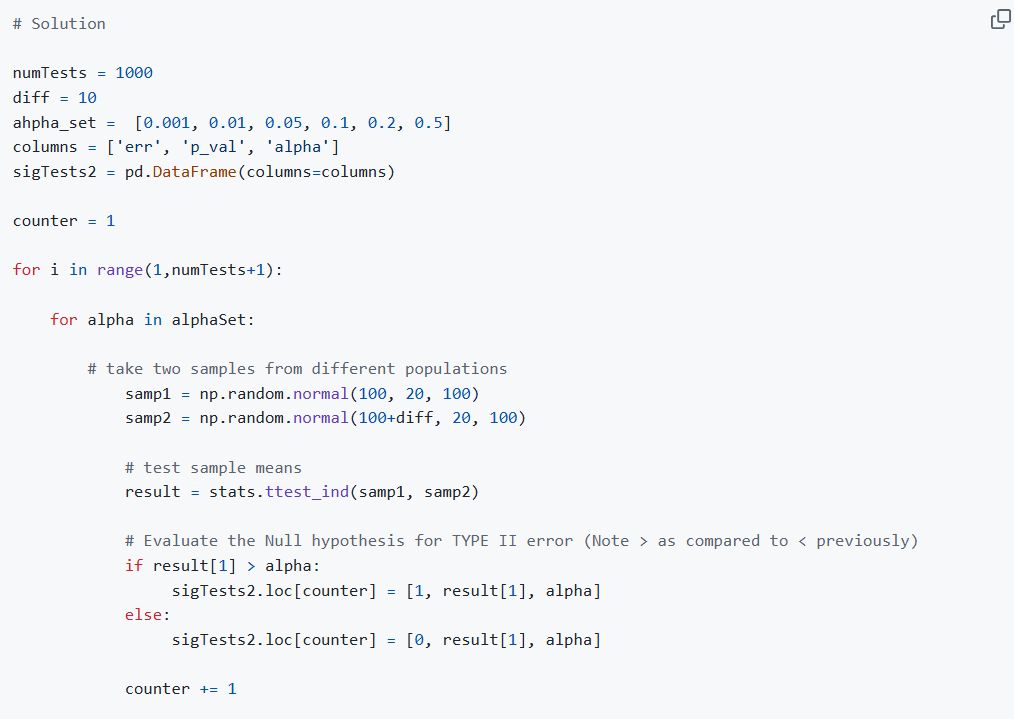 # Solution
numTests = 1000
diff = 10
ahpha_set =  [0.001, 0.01, 0.05, 0.1, 0.2, 0.5]
columns = ['err', 'p_val', 'alpha']
sigTests2 = pd.DataFrame(columns=columns)
counter = 1
for i in range(1,numTests+1):
    for alpha in alphaSet:
        # take two samples from different populations
            samp1 = np.random.normal(100, 20, 100)
            samp2 = np.random.normal(100+diff, 20, 100)
            # test sample means
            result = stats.ttest_ind(samp1, samp2)
            # Evaluate the Null hypothesis for TYPE II error (Note > as compared to < previously)
            if result[1] > alpha:
                 sigTests2.loc[counter] = [1, result[1], alpha]
            else:
                 sigTests2.loc[counter] = [0, result[1], alpha]
            counter += 1